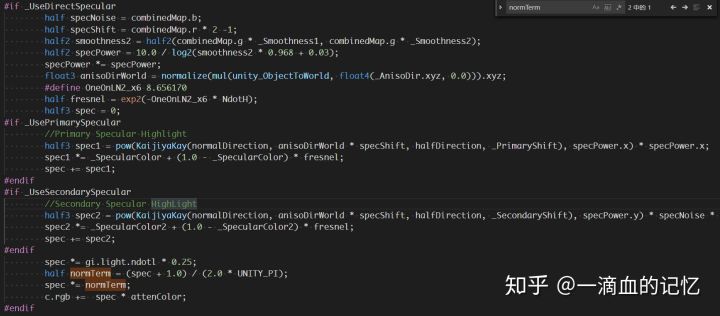 normTerm
Aa
2 中的 1
#if _UseDirectSpecular
half specNoise = combinedMap.b;
half specShift = combinedMap.r * 2 -1;
half2 smoothness2 = half2(combinedMap.g * _Smoothness1, combinedMap.g * _Smoothness2);
half2 specPower = 10.0 / log2(smoothness2 * 0.968 + 0.03);
specPower *= specPower;
float3 anisoDirWorld = normalize(mul(unity_ObjectToWorld, float4(_AnisoDir.xyz, 0.0))).xyz;
#define OneOnLN2_x6 8.656170
half fresnel = exp2(-OneOnLN2_x6 * NdotH);
half3 spec = 0;
#if _UsePrimarySpecular
//Primary Specular Highlight
half3 spec1 = pow(KaijiyaKay(normalDirection, anisoDirWorld * specShift, halfDirection, _PrimaryShift), specPower.x) * specPower.x;
spec1 *= _SpecularColor + (1.0 - _SpecularColor) * fresnel;
spec += spec1;
#endif
#if _UseSecondarySpecular
//Secondary Specular HighLight
half3 spec2 = pow(KaijiyaKay(normalDirection, anisoDirWorld * specShift, halfDirection, _SecondaryShift), specPower.y) * specNoise *
spec2 *= _SpecularColor2 + (1.0 - _SpecularColor2) * fresnel;
spec += spec2;
#endif
spec *= gi.light.ndotl * 0.25;
half normTerm = (spec + 1.0) / (2.0 * UNITY_PI);
spec *= normTerm;
c.rgb += spec * attenColor;
#endif
知乎 @一滴血的记忆